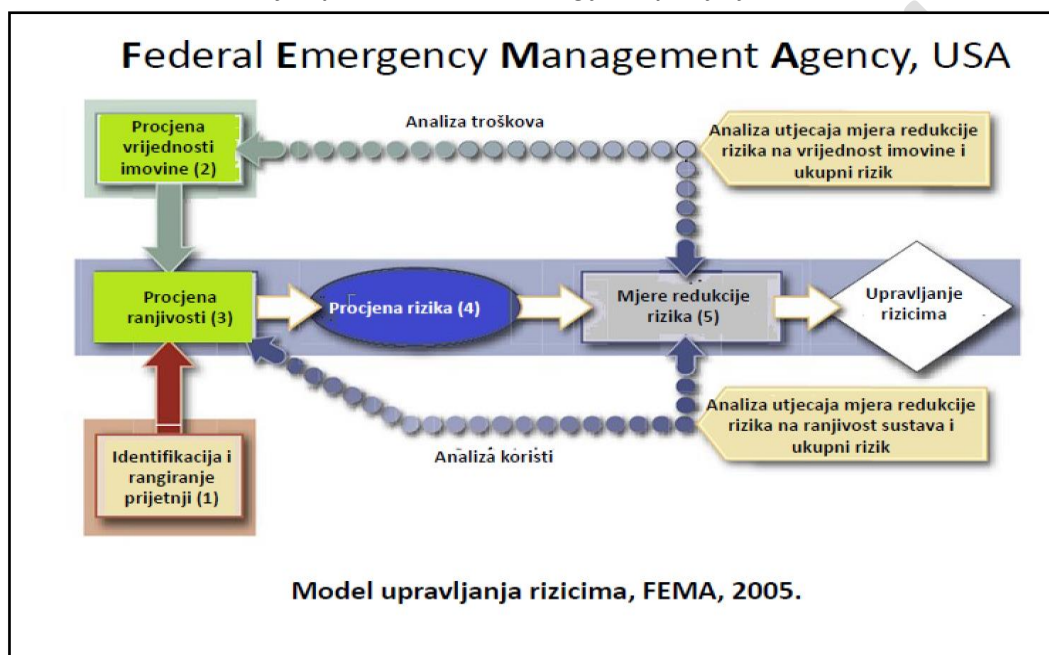 Federal Emergency Management Agency, USA
Procjena
vrijednosti
imovine (2)
Analiza troškova
Analiza utjecaja mjera redukcije
rizika na vrijednost imovine i
ukupni rizik
Procjena
ranjivosti (3)
Procjena rizika (4)
Mjere redukcije
rizika (5)
Upravljanje
rizicima
Identifikacija i
rangiranje
prijetnji (1)
Analiza koristi
Analiza utjecaja mjera redukcije
rizika na ranjivost sustava i
ukupni rizik
Model upravljanja rizicima, FEMA, 2005.